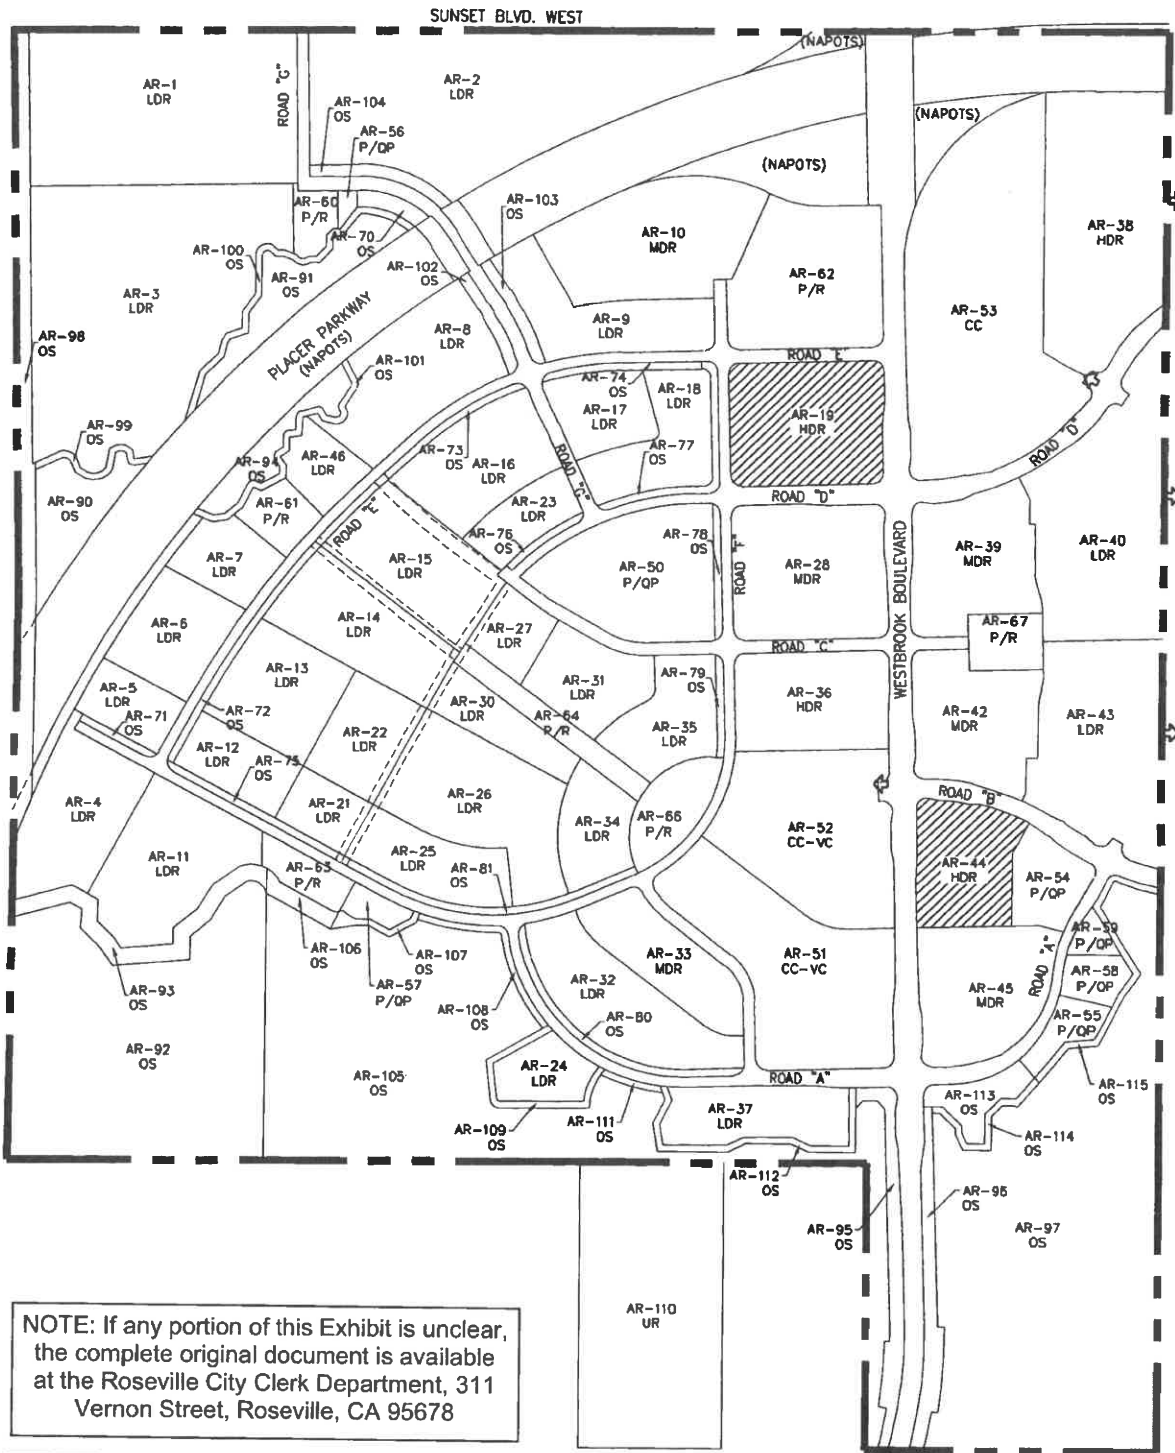 SUNSET BLVD. WEST
(NAPOTS)
AR-1
LDR
ROAD "G"
AR-2
LDR
AR-104
OS
AR-56
P/QP
(NAPOTS)
(NAPOTS)
AR-60
P/R
AR-103
OS
AR-70
OS
AR-10
MDR
AR-38
HDR
AR-100
OS
AR-91
OS
AR-102
OS
AR-62
P/R
AR-3
LDR
AR-53
CC
AR-98
OS
PLACER PARKWAY
(NAPOTS)
AR-8
LDR
AR-9
LDR
AR-101
OS
ROAD "E"
AR-74
OS
AR-18
LDR
AR-17
LDR
AR-19
HDR
AR-99
OS
AR-73
OS
AR-77
OS
ROAD "D"
AR-94
OS
AR-46
LDR
AR-16
LDR
ROAD "G"
AR-90
OS
AR-61
P/R
ROAD "E"
AR-23
LDR
ROAD "D"
AR-76
OS
AR-78
OS
AR-7
LDR
AR-15
LDR
AR-50
P/QP
ROAD "F"
AR-28
MDR
WESTBROOK BOULEVARD
AR-39
MDR
AR-40
LDR
AR-6
LDR
AR-14
LDR
AR-27
LDR
AR-67
P/R
ROAD "C"
AR-13
LDR
AR-31
LDR
AR-79
OS
AR-5
LDR
AR-71
OS
AR-72
OS
AR-30
LDR
AR-64
P/R
AR-36
HDR
AR-42
MDR
AR-43
LDR
AR-22
LDR
AR-35
LDR
AR-12
LDR
AR-75
OS
AR-4
LDR
AR-21
LDR
AR-26
LDR
ROAD "B"
AR-34
LDR
AR-66
P/R
AR-52
CC-VC
AR-11
LDR
AR-63
P/R
AR-25
LDR
AR-81
OS
AR-44
HDR
AR-54
P/QP
AR-106
OS
AR-107
OS
AR-59
P/QP
AR-33
MDR
AR-51
CC-VC
ROAD "A"
AR-93
OS
AR-57
P/QP
AR-32
LDR
AR-45
MDR
AR-58
P/QP
AR-108
OS
AR-80
OS
AR-55
P/QP
AR-92
OS
AR-105
OS
AR-24
LDR
ROAD "A"
AR-115
OS
AR-109
OS
AR-111
OS
AR-37
LDR
AR-113
OS
AR-114
OS
AR-112
OS
AR-96
OS
AR-95
OS
AR-97
OS
AR-110
UR
NOTE: If any portion of this Exhibit is unclear,
the complete original document is available
at the Roseville City Clerk Department, 311
Vernon Street, Roseville, CA 95678